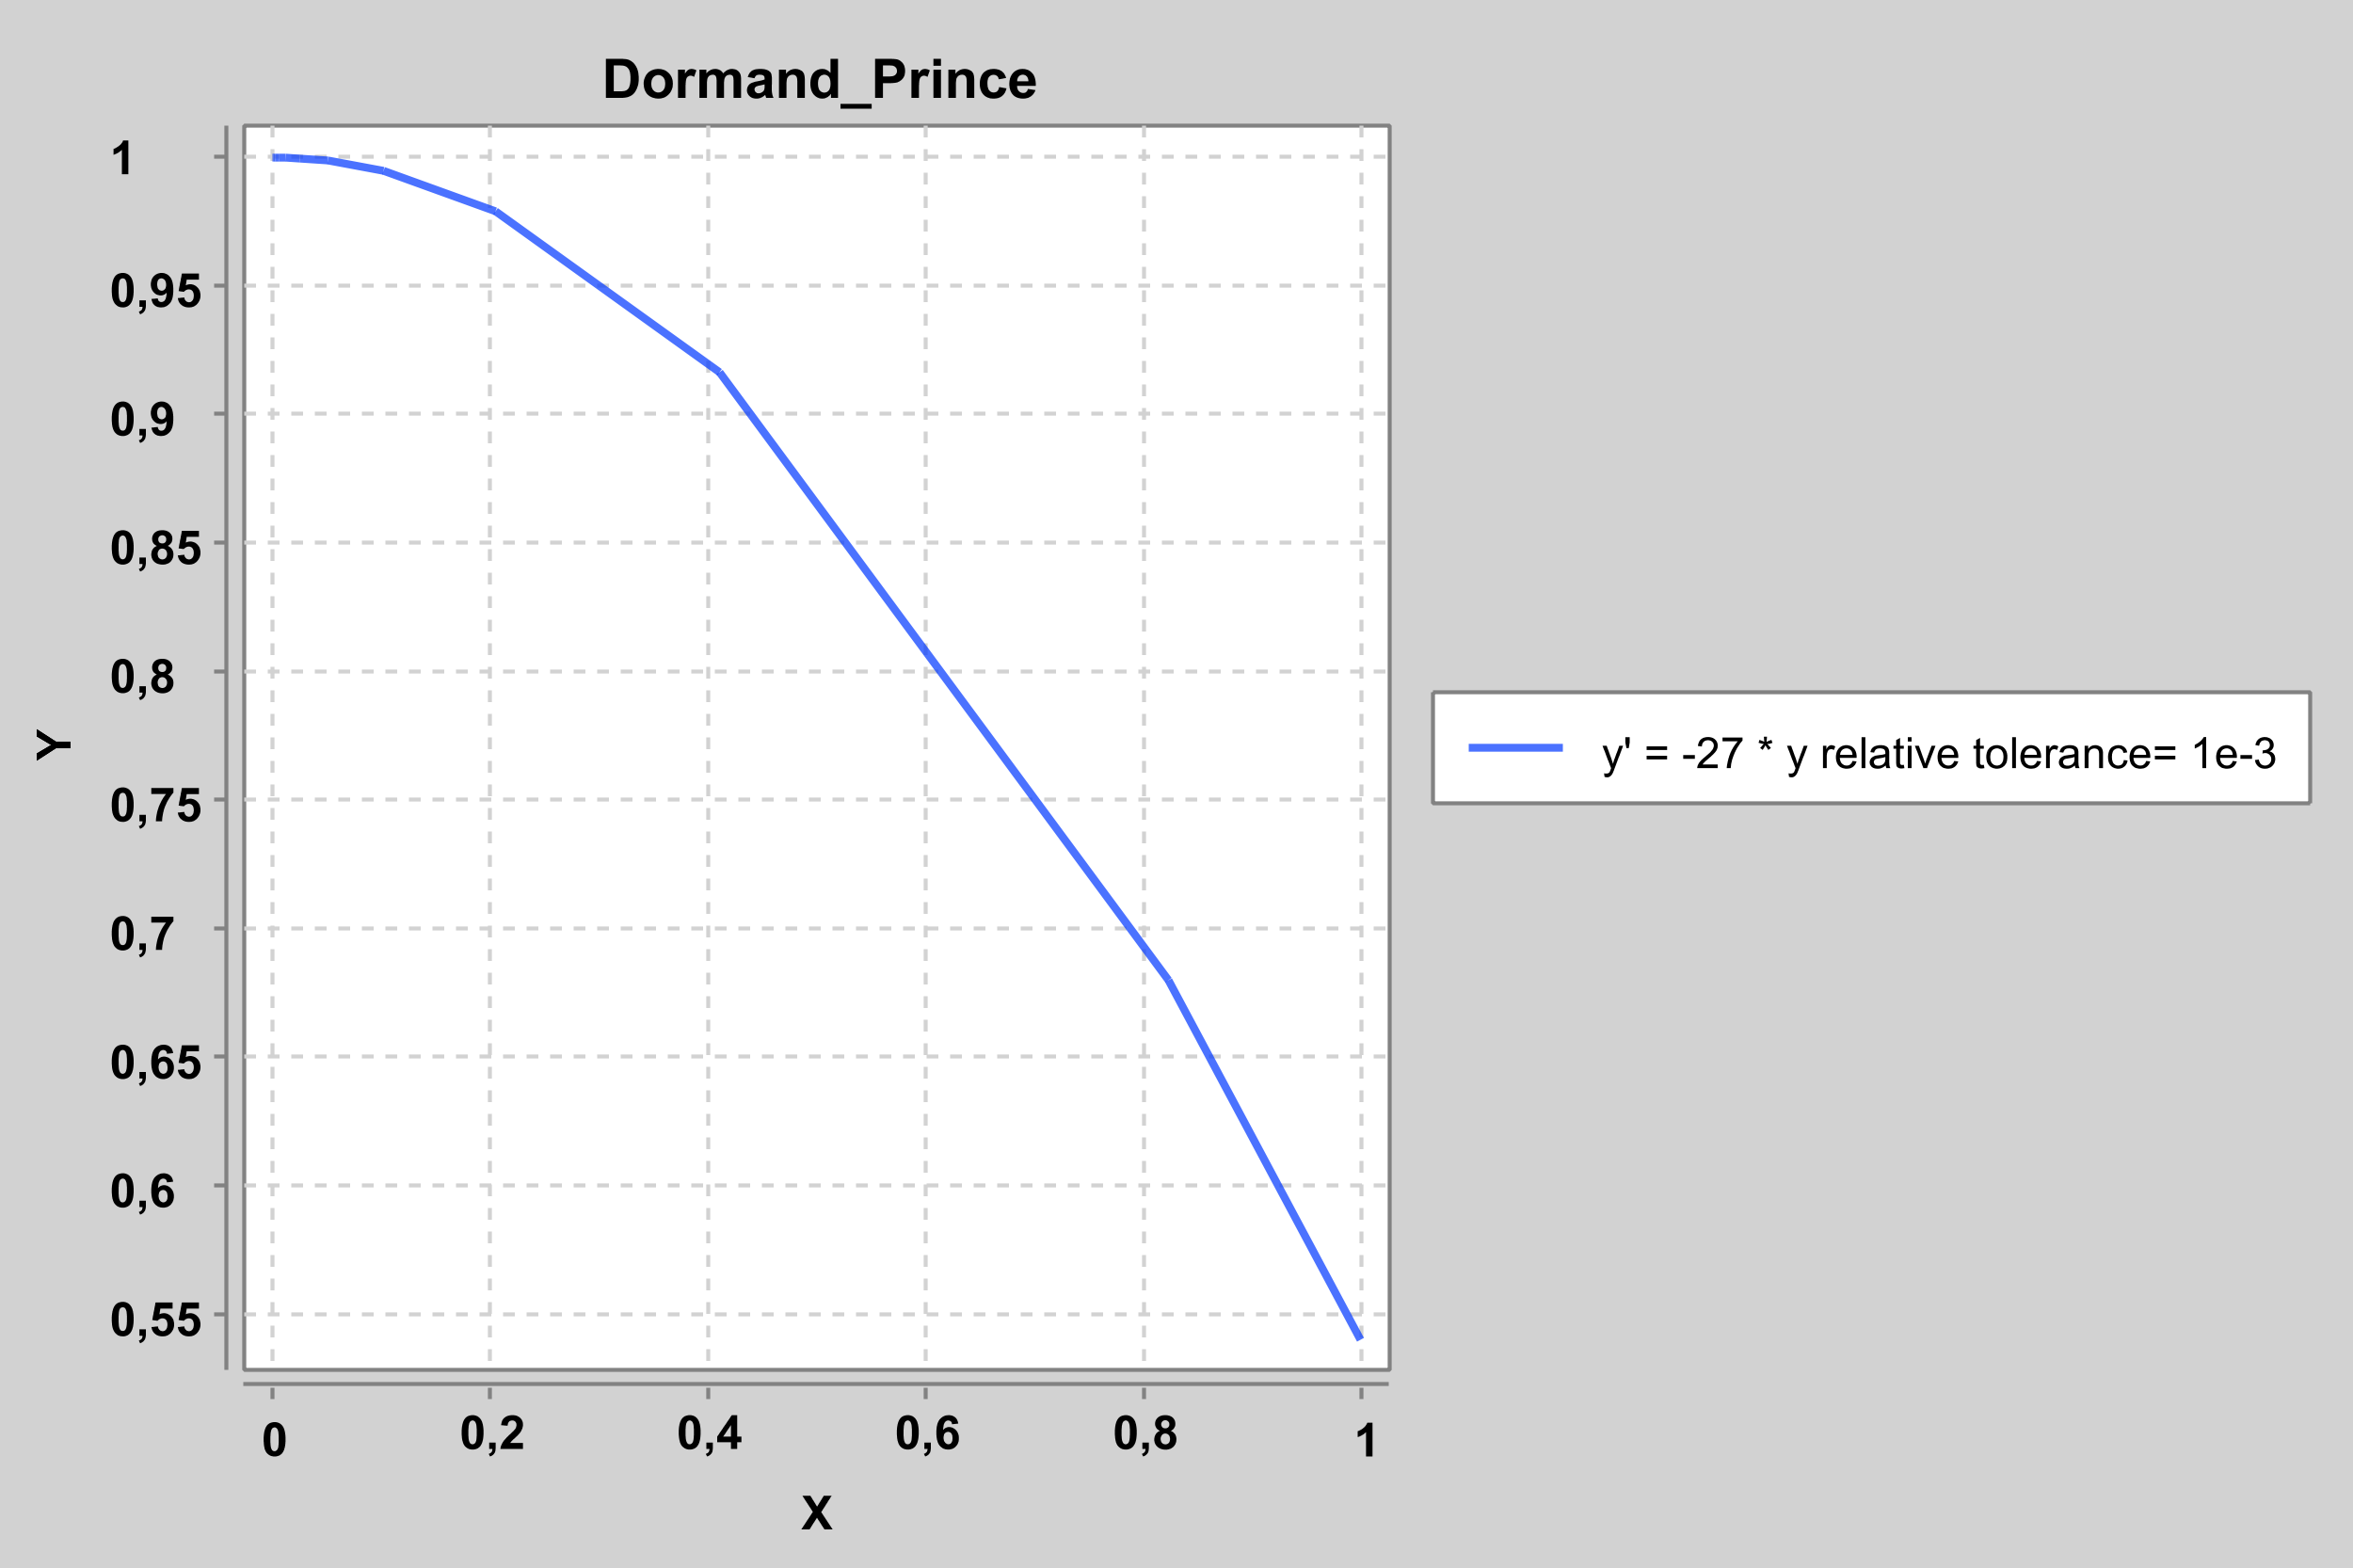 Dormand_Prince
1
0,95
0,9
0,85
0,8
0,75
0,7
0,65
0,6
0,55
Y
0 0,2 0,4 0,6 0,8 1
X
y' = -27 * y relative tolerance= 1e-3